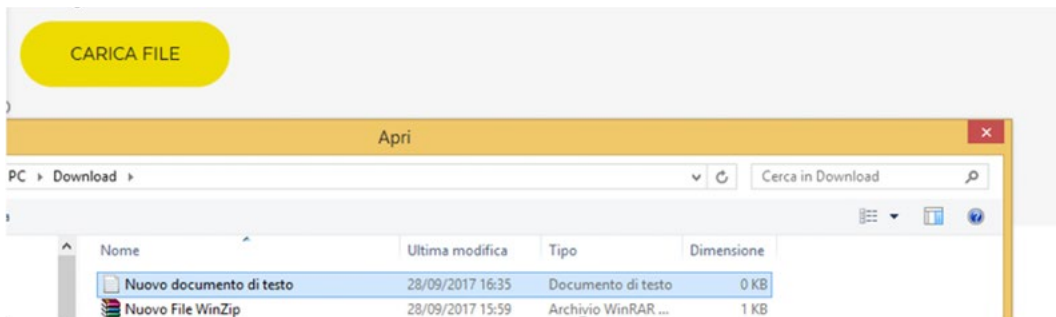 CARICA FILE
Apri
PC Download Cerca in Download
Nome Ultima modifica Tipo Dimensione
Nuovo documento di testo 28/09/2017 16:35 Documento di testo 0 KB
Nuovo File WinZip 28/09/2017 15:59 Archivio WinRAR ... 1 KB